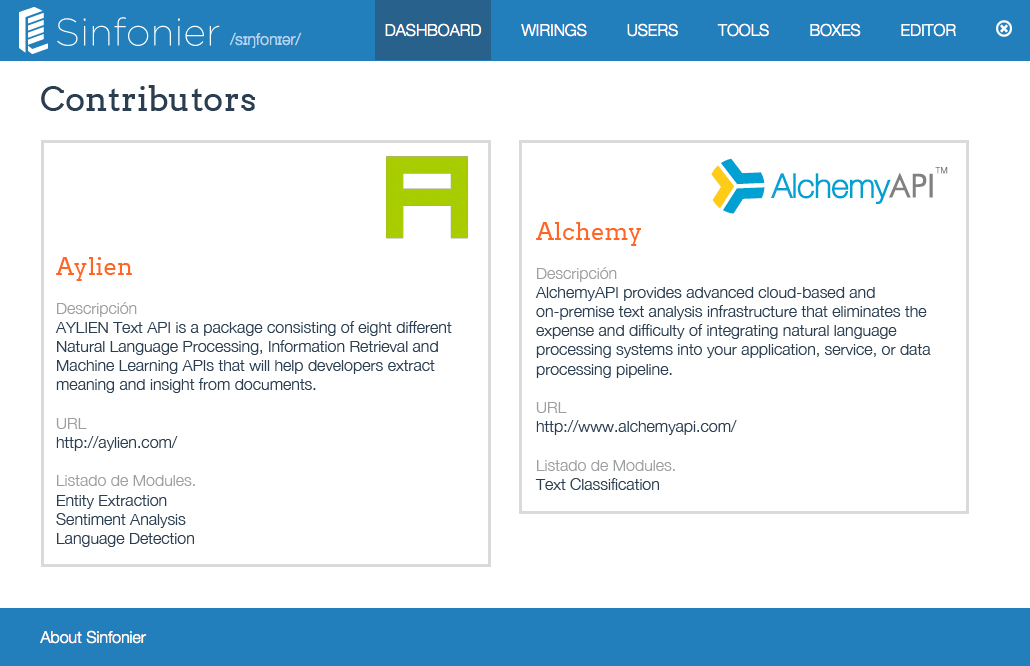 Sinfonier /sɪŋfonɪər/
DASHBOARD WIRINGS USERS TOOLS BOXES EDITOR
Contributors
Aylien
Descripción
AYLIEN Text API is a package consisting of eight different
Natural Language Processing, Information Retrieval and
Machine Learning APIs that will help developers extract
meaning and insight from documents.
URL
http://aylien.com/
Listado de Modules.
Entity Extraction
Sentiment Analysis
Language Detection
AlchemyAPI™
Alchemy
Descripción
AlchemyAPI provides advanced cloud-based and
on-premise text analysis infrastructure that eliminates the
expense and difficulty of integrating natural language
processing systems into your application, service, or data
processing pipeline.
URL
http://www.alchemyapi.com/
Listado de Modules.
Text Classification
About Sinfonier